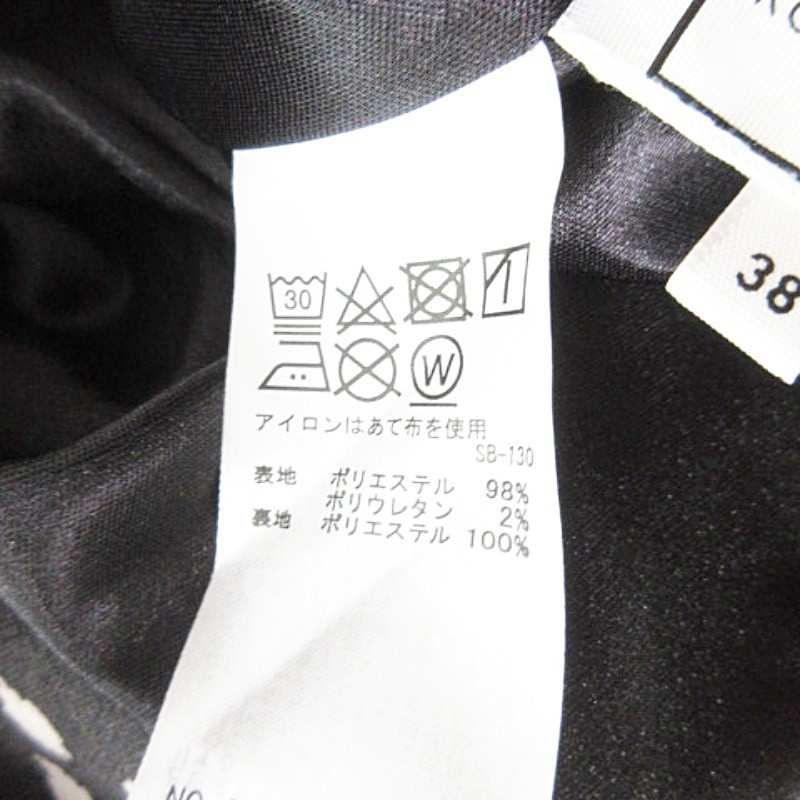 38
30
W
アイロンはあて布を使用
SB-130
表地 ポリエステル 98%
ポリウレタン 2%
裏地 ポリエステル 100%
NO